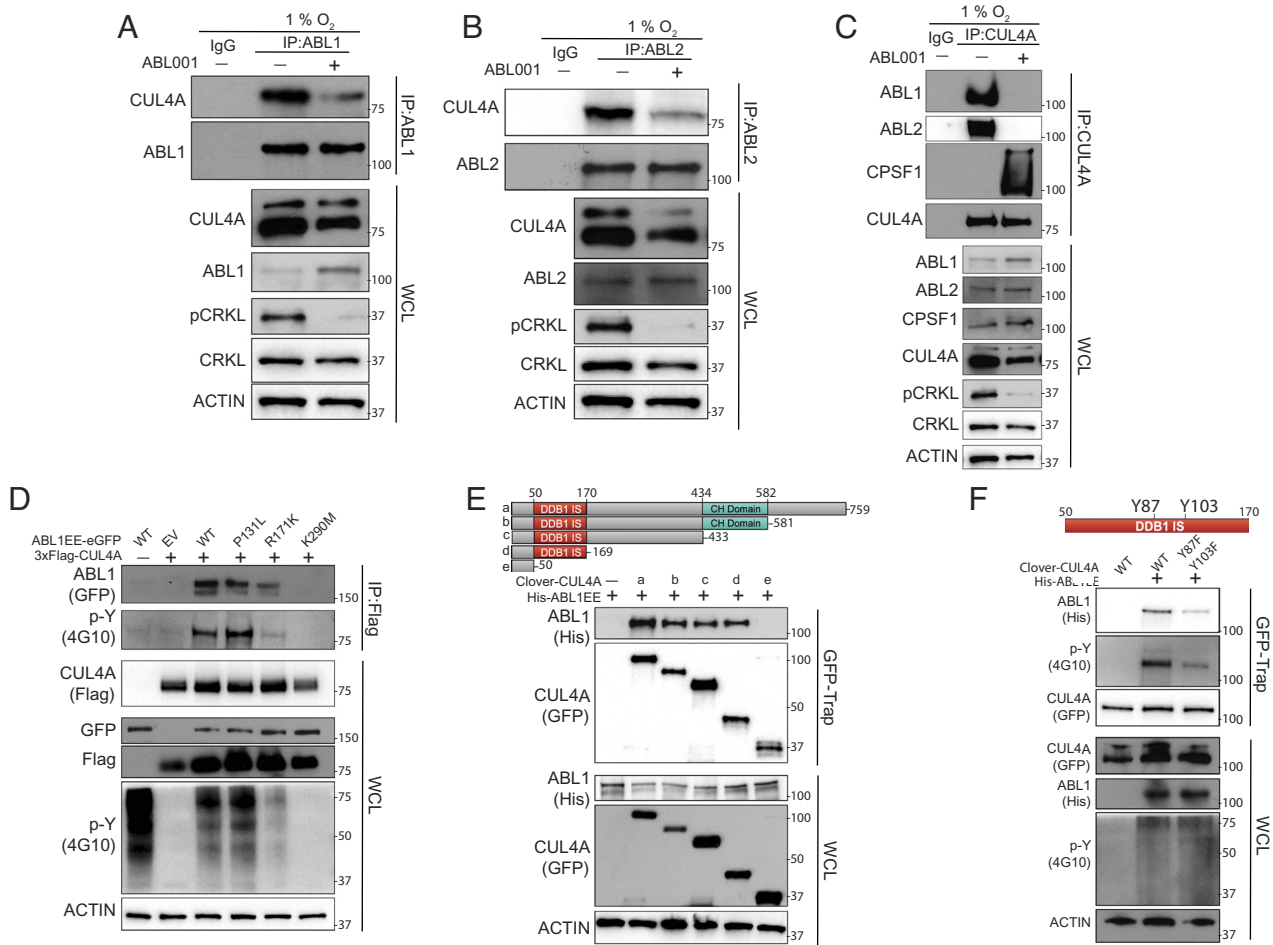 A
1 % O2
IgG IP:ABL1
ABL001 – – +
CUL4A 75
ABL1 100
IP:ABL1
CUL4A 75
ABL1 100
pCRKL 37
CRKL 37
ACTIN 37
WCL
B
1 % O2
IgG IP:ABL2
ABL001 – – +
CUL4A 75
ABL2 100
IP:ABL2
CUL4A 75
ABL2 100
pCRKL 37
CRKL 37
ACTIN 37
WCL
C
1 % O2
IgG IP:CUL4A
ABL001 – – +
ABL1 100
ABL2 100
CPSF1 100
CUL4A 75
IP:CUL4A
ABL1 100
ABL2 100
CPSF1 100
CUL4A 75
pCRKL 37
CRKL 37
ACTIN 37
WCL
D
ABL1EE-eGFP WT EV WT P131L R171K K290M
3xFlag-CUL4A – + + + + +
ABL1
(GFP) 150
p-Y
(4G10) 75
CUL4A
(Flag) 75
IP:Flag
GFP 150
Flag 75
p-Y
(4G10) 75 50 37
ACTIN 37
WCL
E
50 170 434 582
a DDB1 IS CH Domain 759
b DDB1 IS CH Domain 581
c DDB1 IS 433
d DDB1 IS 169
e 50
Clover-CUL4A – a b c d e
His-ABL1EE + + + + + +
ABL1
(His) 100
CUL4A
(GFP) 100 50 37
GFP-Trap
ABL1
(His) 100
CUL4A
(GFP) 100 50 37
ACTIN 37
WCL
F
50 Y87 Y103 170
DDB1 IS
Clover-CUL4A WT WT Y87F Y103F
His-ABL1EE + +
ABL1
(His) 100
p-Y
(4G10) 100
CUL4A
(GFP) 100
GFP-Trap
CUL4A
(GFP) 100
ABL1
(His) 100
p-Y
(4G10) 75 50 37
ACTIN 37
WCL